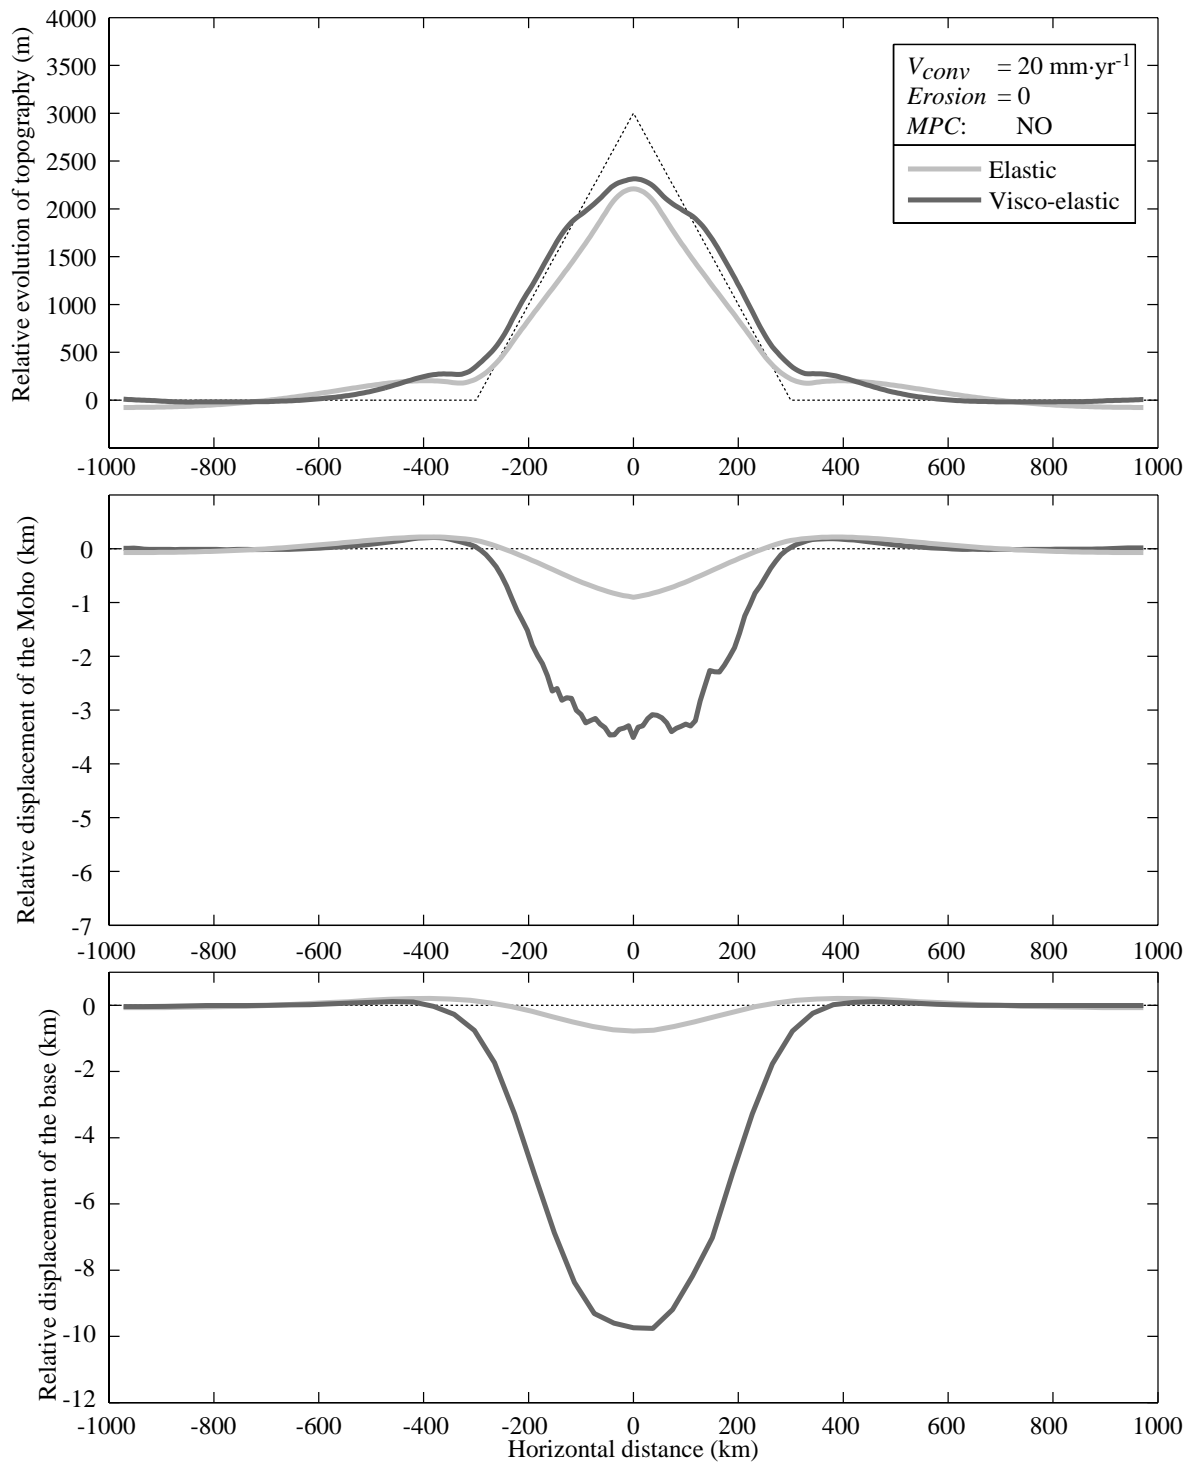 4000
3500
3000
2500
2000
1500
1000
500
0
Relative evolution of topography (m)
V_conv = 20 mm·yr⁻¹
Erosion = 0
MPC: NO
Elastic
Visco-elastic
-1000 -800 -600 -400 -200 0 200 400 600 800 1000
0
-1
-2
-3
-4
-5
-6
-7
Relative displacement of the Moho (km)
-1000 -800 -600 -400 -200 0 200 400 600 800 1000
0
-2
-4
-6
-8
-10
-12
Relative displacement of the base (km)
-1000 -800 -600 -400 -200 0 200 400 600 800 1000
Horizontal distance (km)